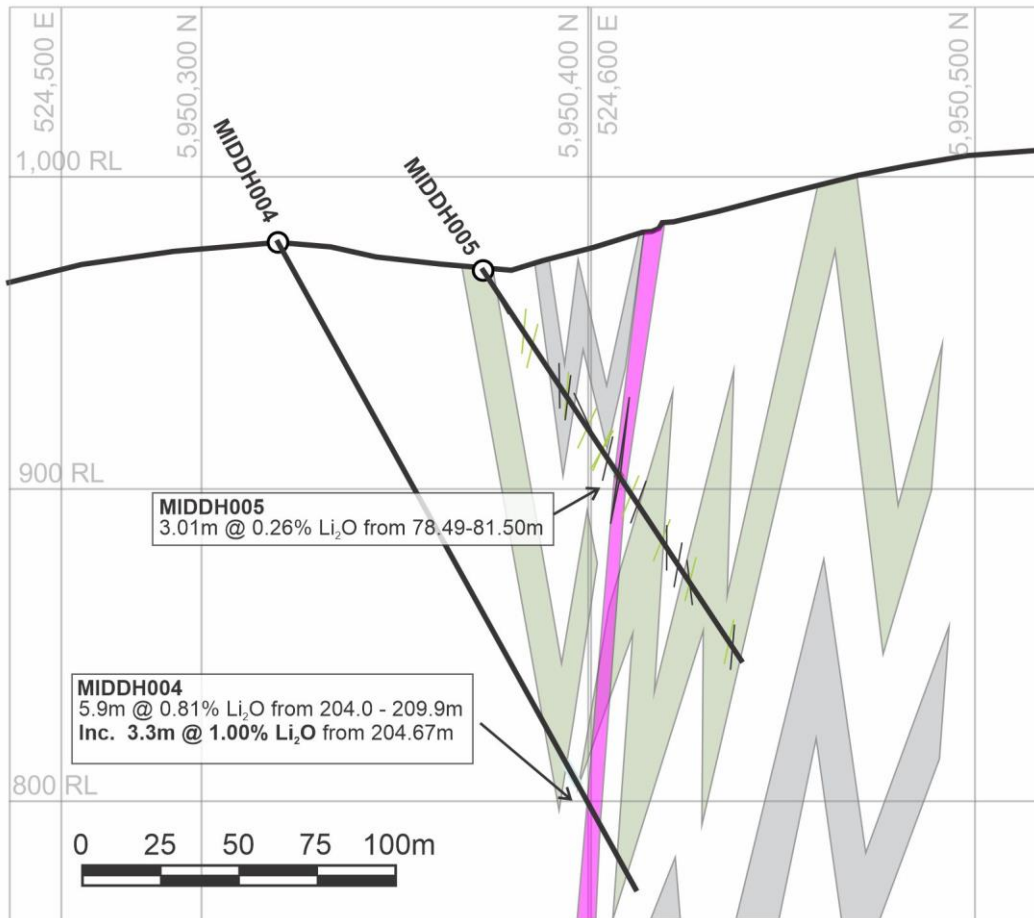 524,500 E
5,950,300 N
5,950,400 N
524,600 E
5,950,500 N
MIDDH004
MIDDH005
1,000 RL
900 RL
MIDDH005
3.01m @ 0.26% Li₂O from 78.49-81.50m
MIDDH004
5.9m @ 0.81% Li₂O from 204.0 - 209.9m
Inc. 3.3m @ 1.00% Li₂O from 204.67m
800 RL
0 25 50 75 100m